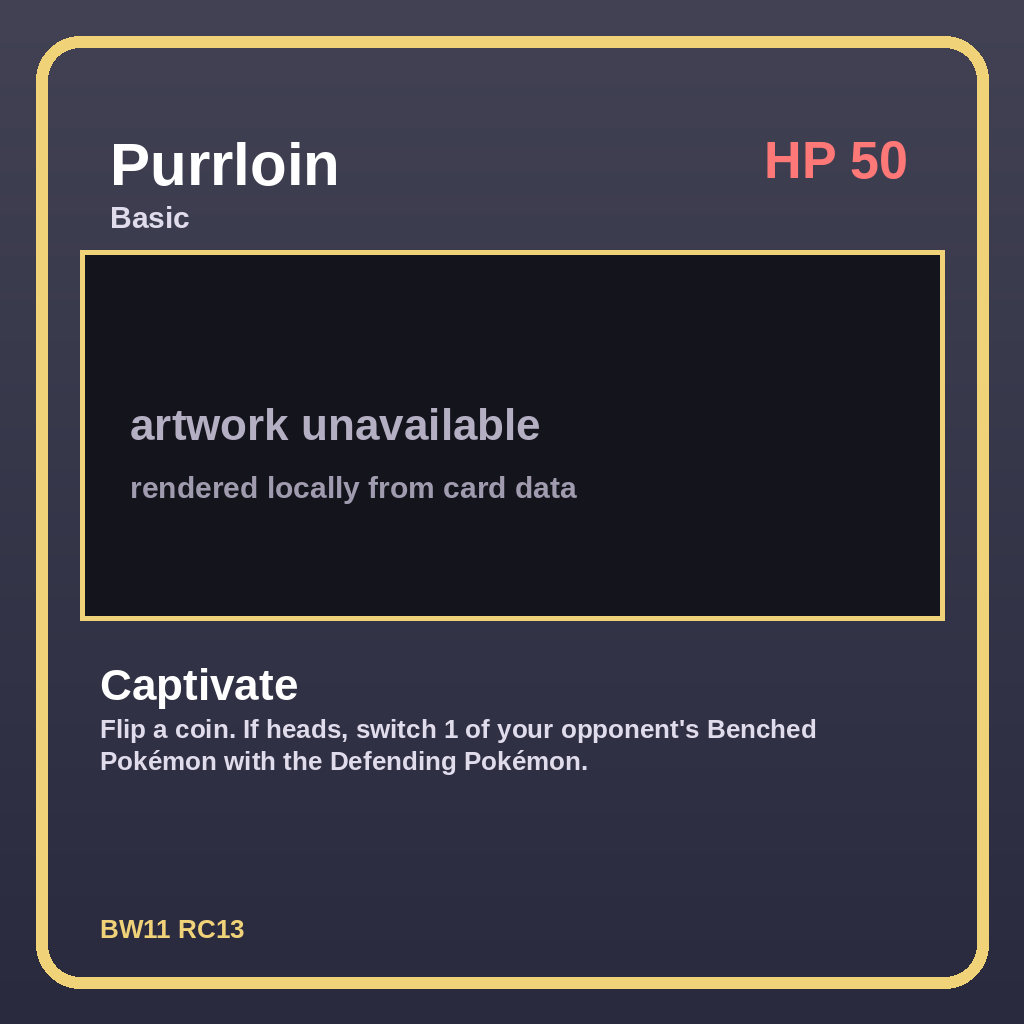 Purrloin
HP 50
Basic
artwork unavailable
rendered locally from card data
Captivate
Flip a coin. If heads, switch 1 of your opponent's Benched
Pokémon with the Defending Pokémon.
BW11 RC13